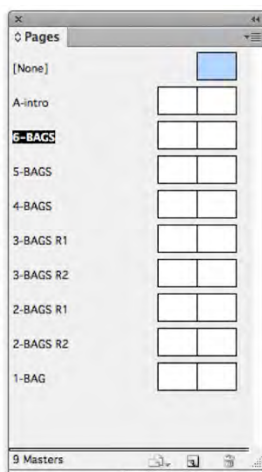 Pages
[None]
A-intro
6-BAGS
5-BAGS
4-BAGS
3-BAGS R1
3-BAGS R2
2-BAGS R1
2-BAGS R2
1-BAG
9 Masters